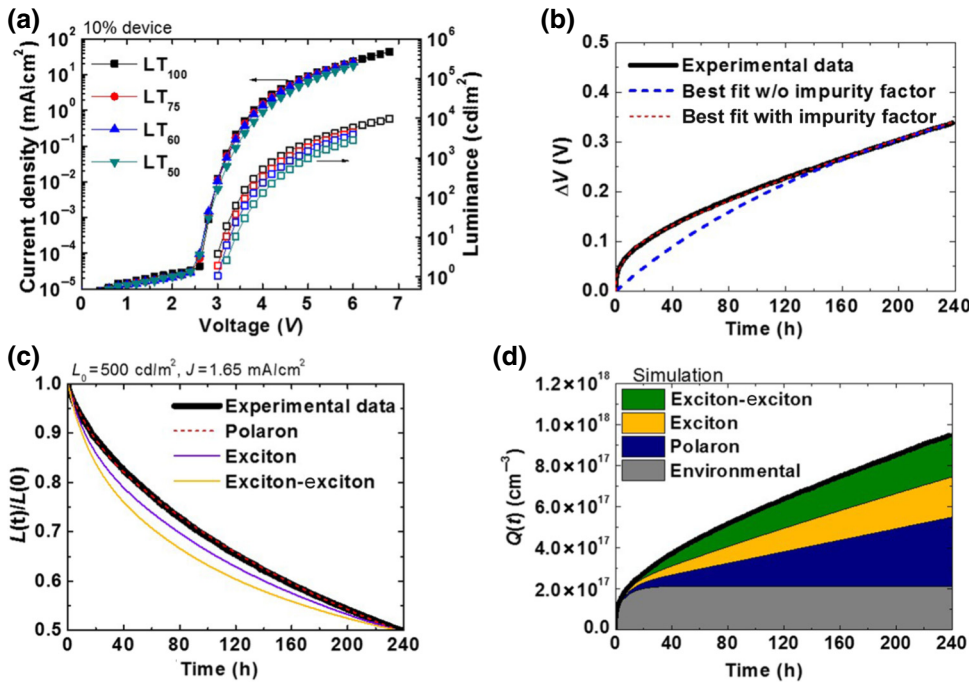 (a)
10% device
Current density (mA/cm²)
10²
10¹
10⁰
10⁻¹
10⁻²
10⁻³
10⁻⁴
10⁻⁵
LT₁₀₀
LT₇₅
LT₆₀
LT₅₀
0 1 2 3 4 5 6 7
Voltage (V)
10⁶
10⁵
10⁴
10³
10²
10¹
10⁰
Luminance (cd/m²)
(b)
ΔV (V)
0.5
0.4
0.3
0.2
0.1
0.0
Experimental data
Best fit w/o impurity factor
Best fit with impurity factor
0 40 80 120 160 200 240
Time (h)
(c)
L₀ = 500 cd/m², J = 1.65 mA/cm²
L(t)/L(0)
1.0
0.9
0.8
0.7
0.6
0.5
Experimental data
Polaron
Exciton
Exciton-exciton
0 40 80 120 160 200 240
Time (h)
(d)
Simulation
Q(t) (cm⁻³)
1.2×10¹⁸
1.0×10¹⁸
8.0×10¹⁷
6.0×10¹⁷
4.0×10¹⁷
2.0×10¹⁷
0.0
Exciton-exciton
Exciton
Polaron
Environmental
0 40 80 120 160 200 240
Time (h)